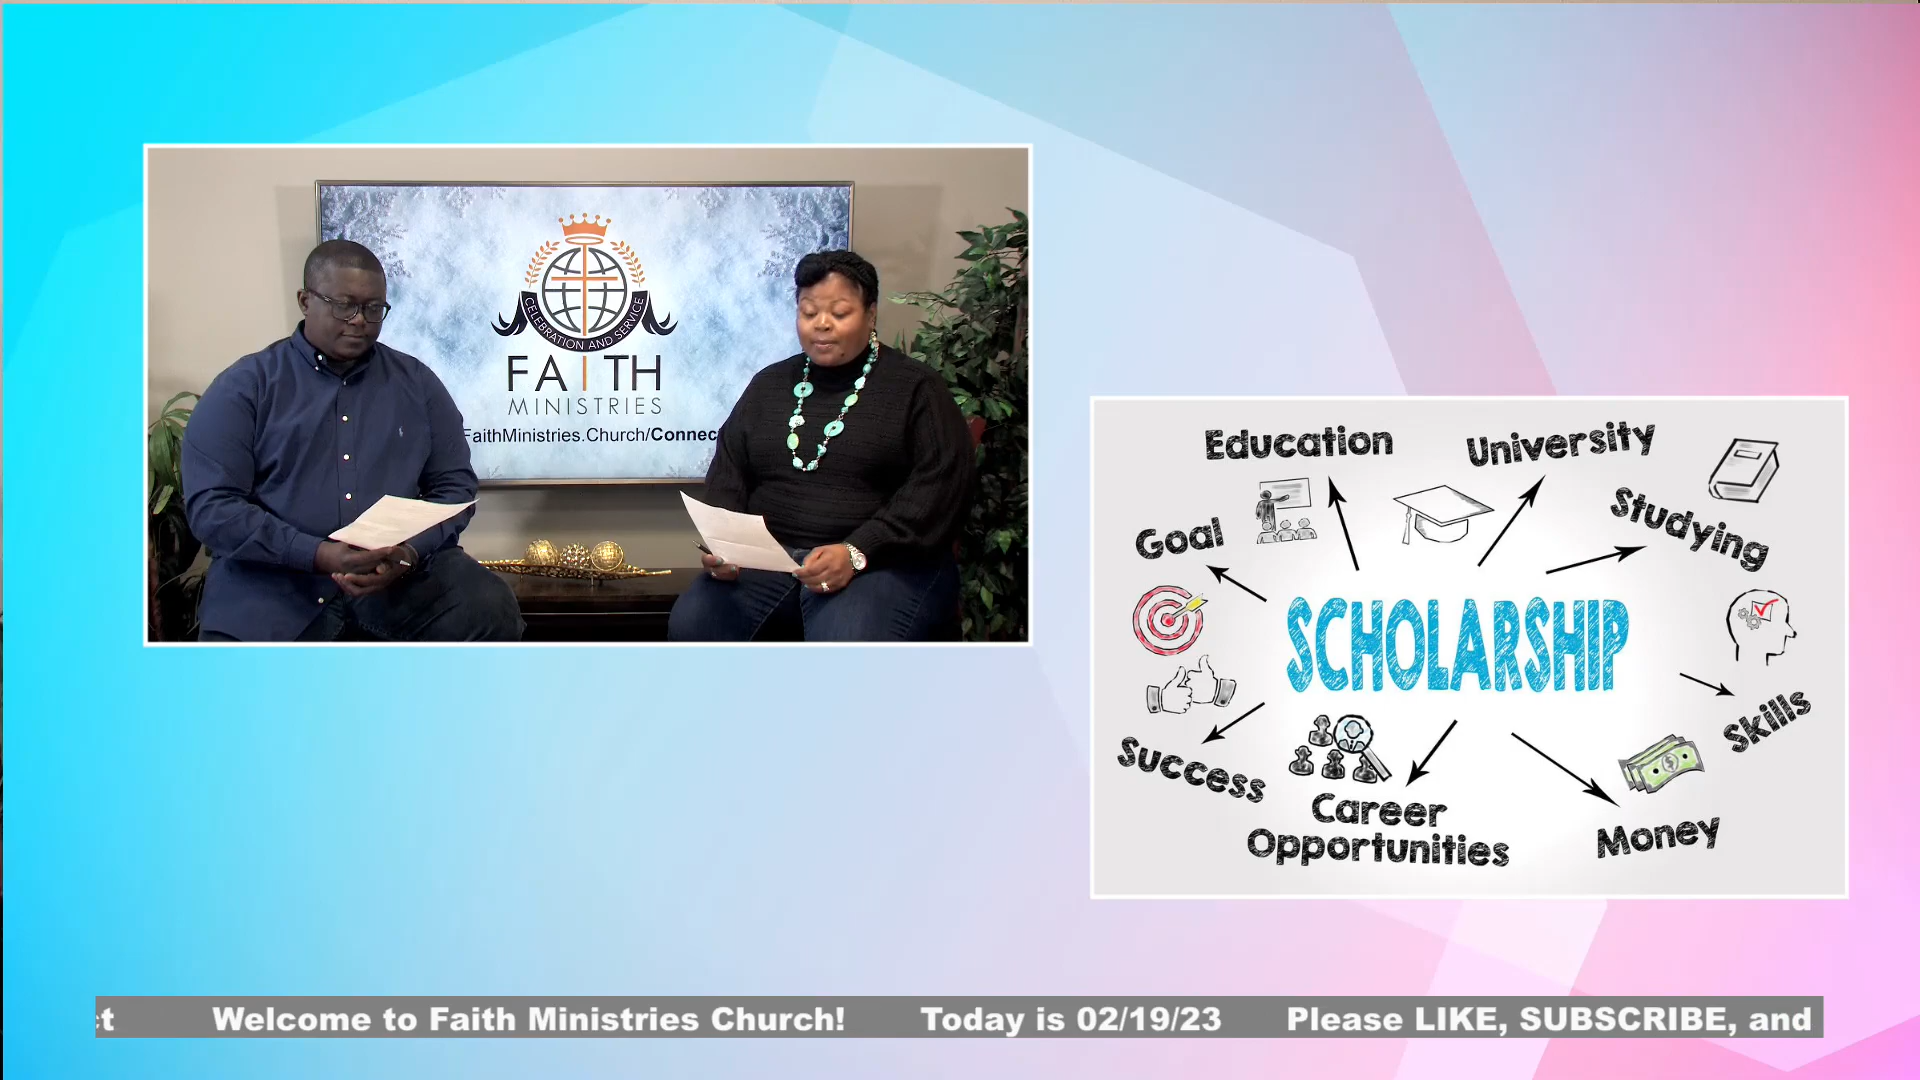 CELEBRATION AND SERVICE
FAITH
MINISTRIES
FaithMinistries.Church/Connec
Education
University
Studying
Goal
SCHOLARSHIP
Skills
Success
Career
Opportunities
Money
Welcome to Faith Ministries Church! Today is 02/19/23 Please LIKE, SUBSCRIBE, and